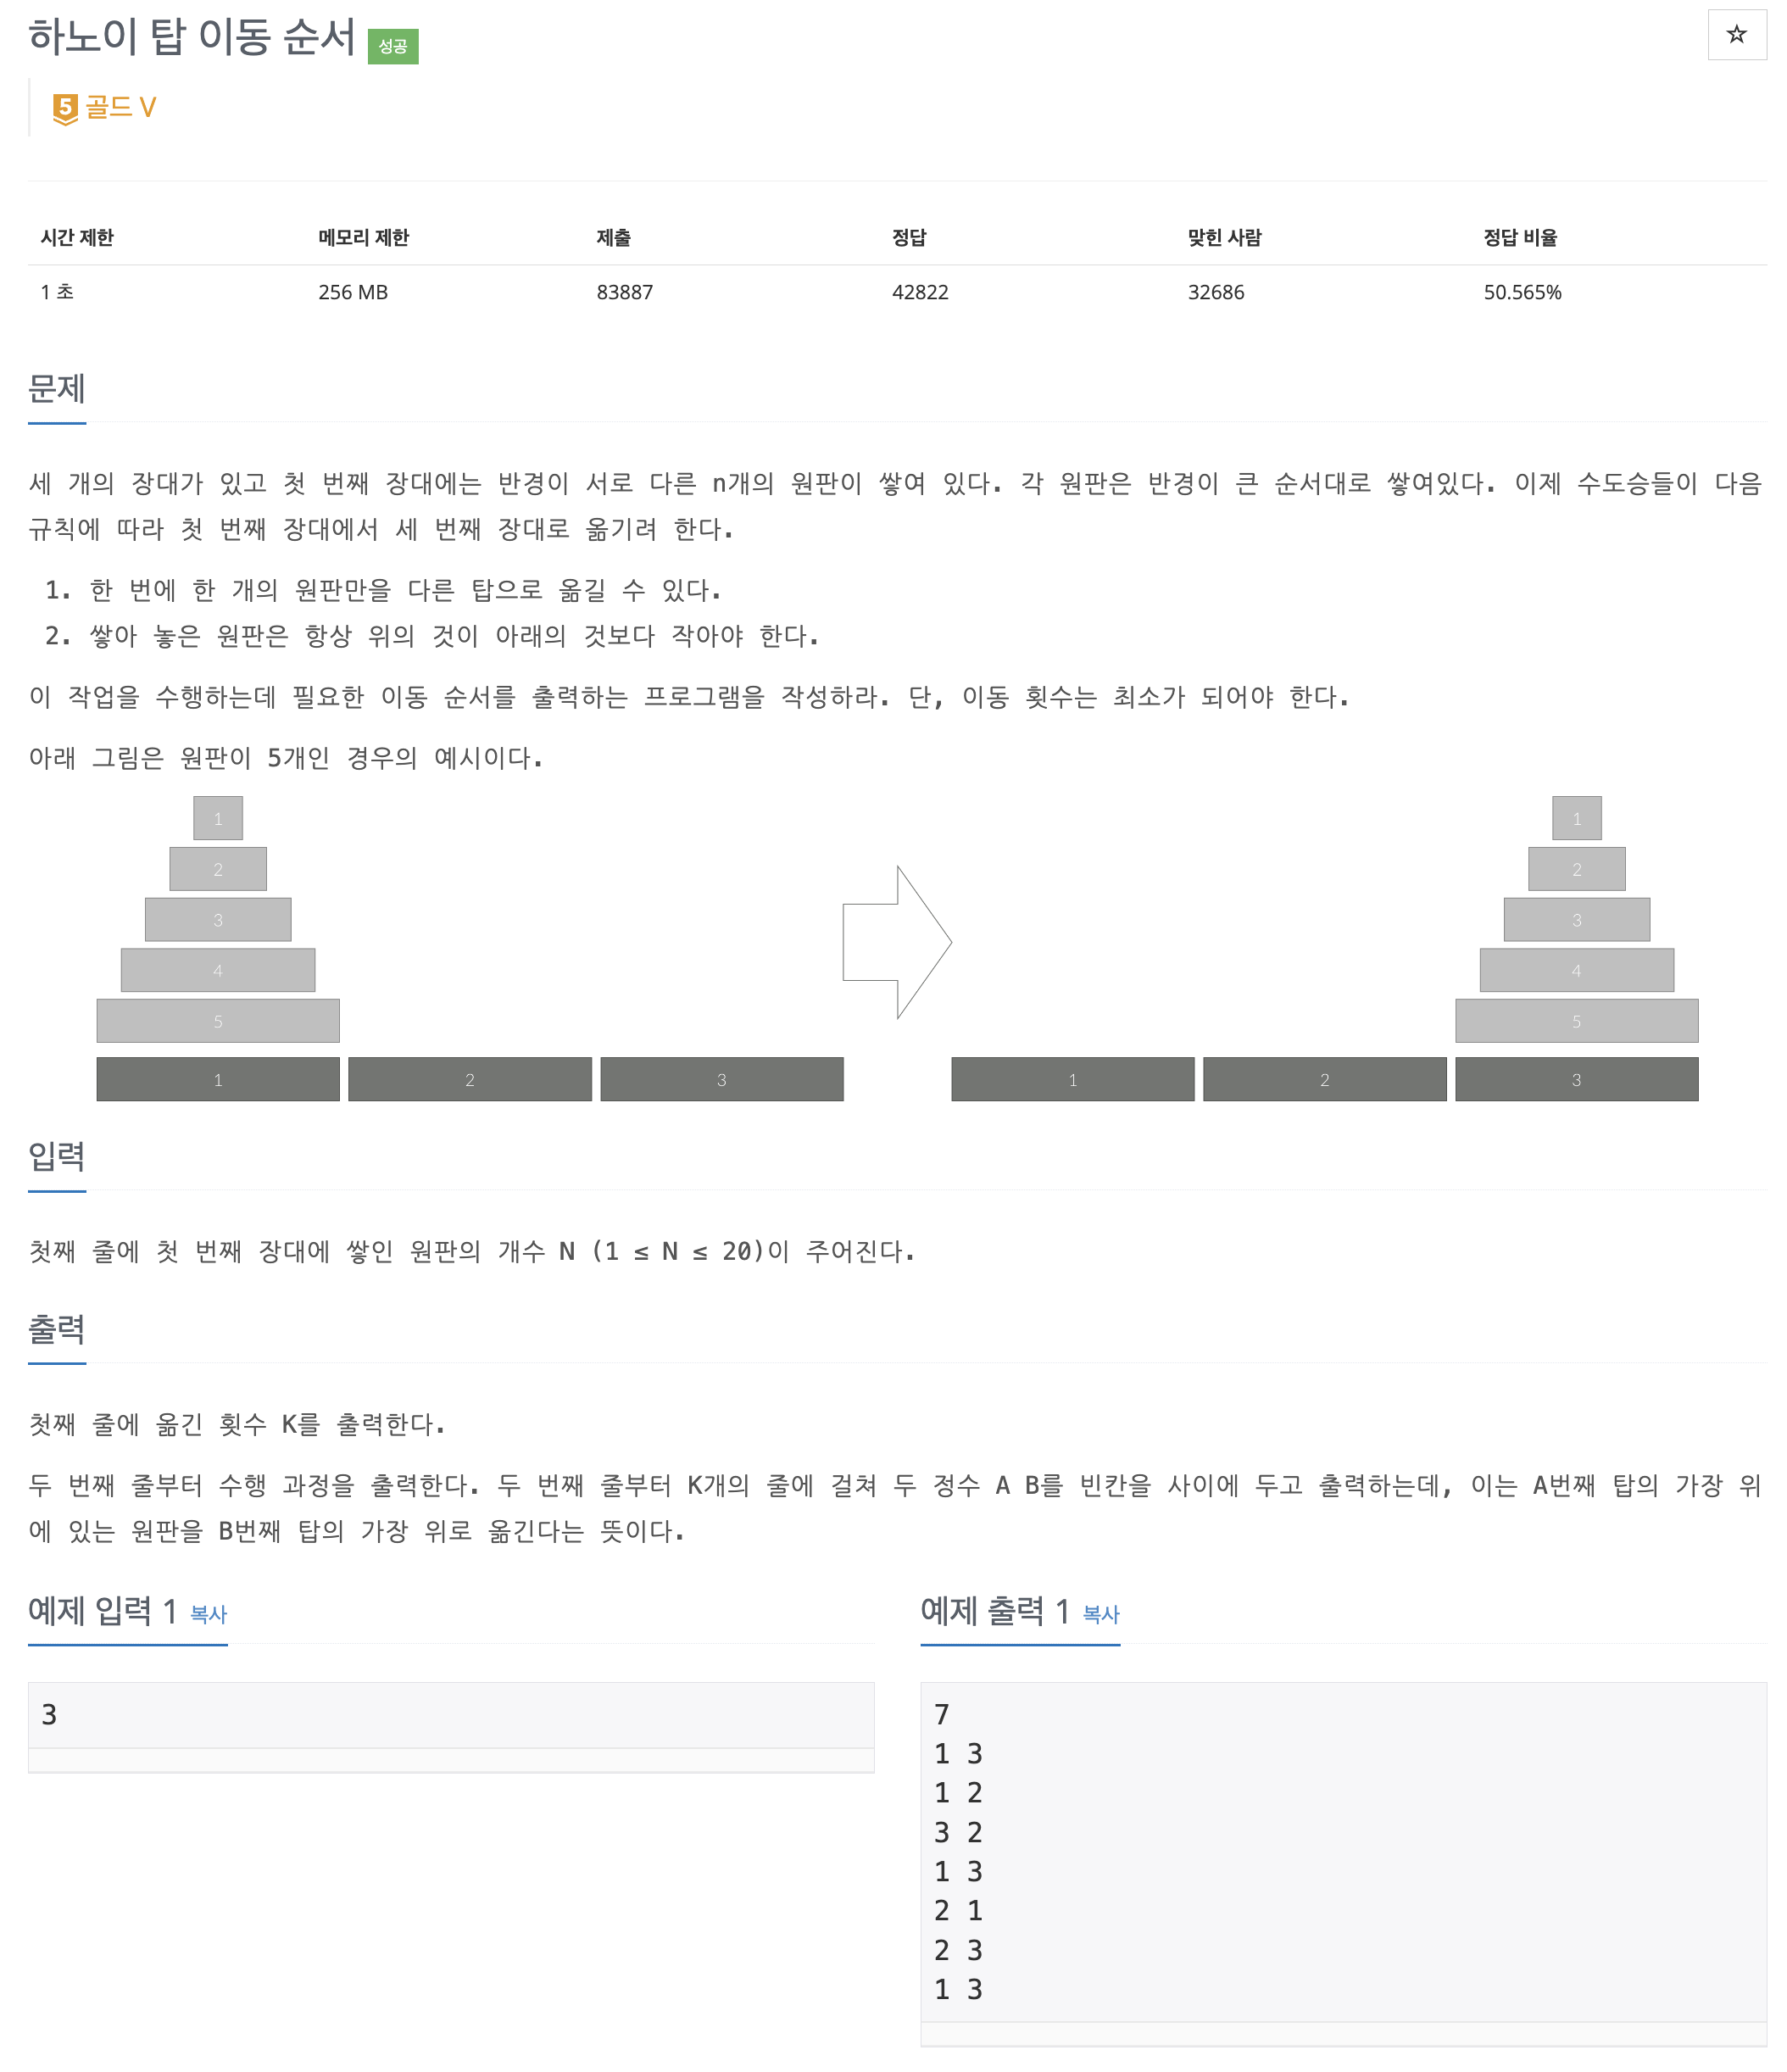 하노이 탑 이동 순서 성공
☆
5 골드 V
시간 제한 메모리 제한 제출 정답 맞힌 사람 정답 비율
1 초 256 MB 83887 42822 32686 50.565%
문제
세 개의 장대가 있고 첫 번째 장대에는 반경이 서로 다른 n개의 원판이 쌓여 있다. 각 원판은 반경이 큰 순서대로 쌓여있다. 이제 수도승들이 다음
규칙에 따라 첫 번째 장대에서 세 번째 장대로 옮기려 한다.
1. 한 번에 한 개의 원판만을 다른 탑으로 옮길 수 있다.
2. 쌓아 놓은 원판은 항상 위의 것이 아래의 것보다 작아야 한다.
이 작업을 수행하는데 필요한 이동 순서를 출력하는 프로그램을 작성하라. 단, 이동 횟수는 최소가 되어야 한다.
아래 그림은 원판이 5개인 경우의 예시이다.
1 1
2 2
3 3
4 4
5 5
1 2 3 1 2 3
입력
첫째 줄에 첫 번째 장대에 쌓인 원판의 개수 N (1 ≤ N ≤ 20)이 주어진다.
출력
첫째 줄에 옮긴 횟수 K를 출력한다.
두 번째 줄부터 수행 과정을 출력한다. 두 번째 줄부터 K개의 줄에 걸쳐 두 정수 A B를 빈칸을 사이에 두고 출력하는데, 이는 A번째 탑의 가장 위
에 있는 원판을 B번째 탑의 가장 위로 옮긴다는 뜻이다.
예제 입력 1 복사
3
예제 출력 1 복사
7
1 3
1 2
3 2
1 3
2 1
2 3
1 3